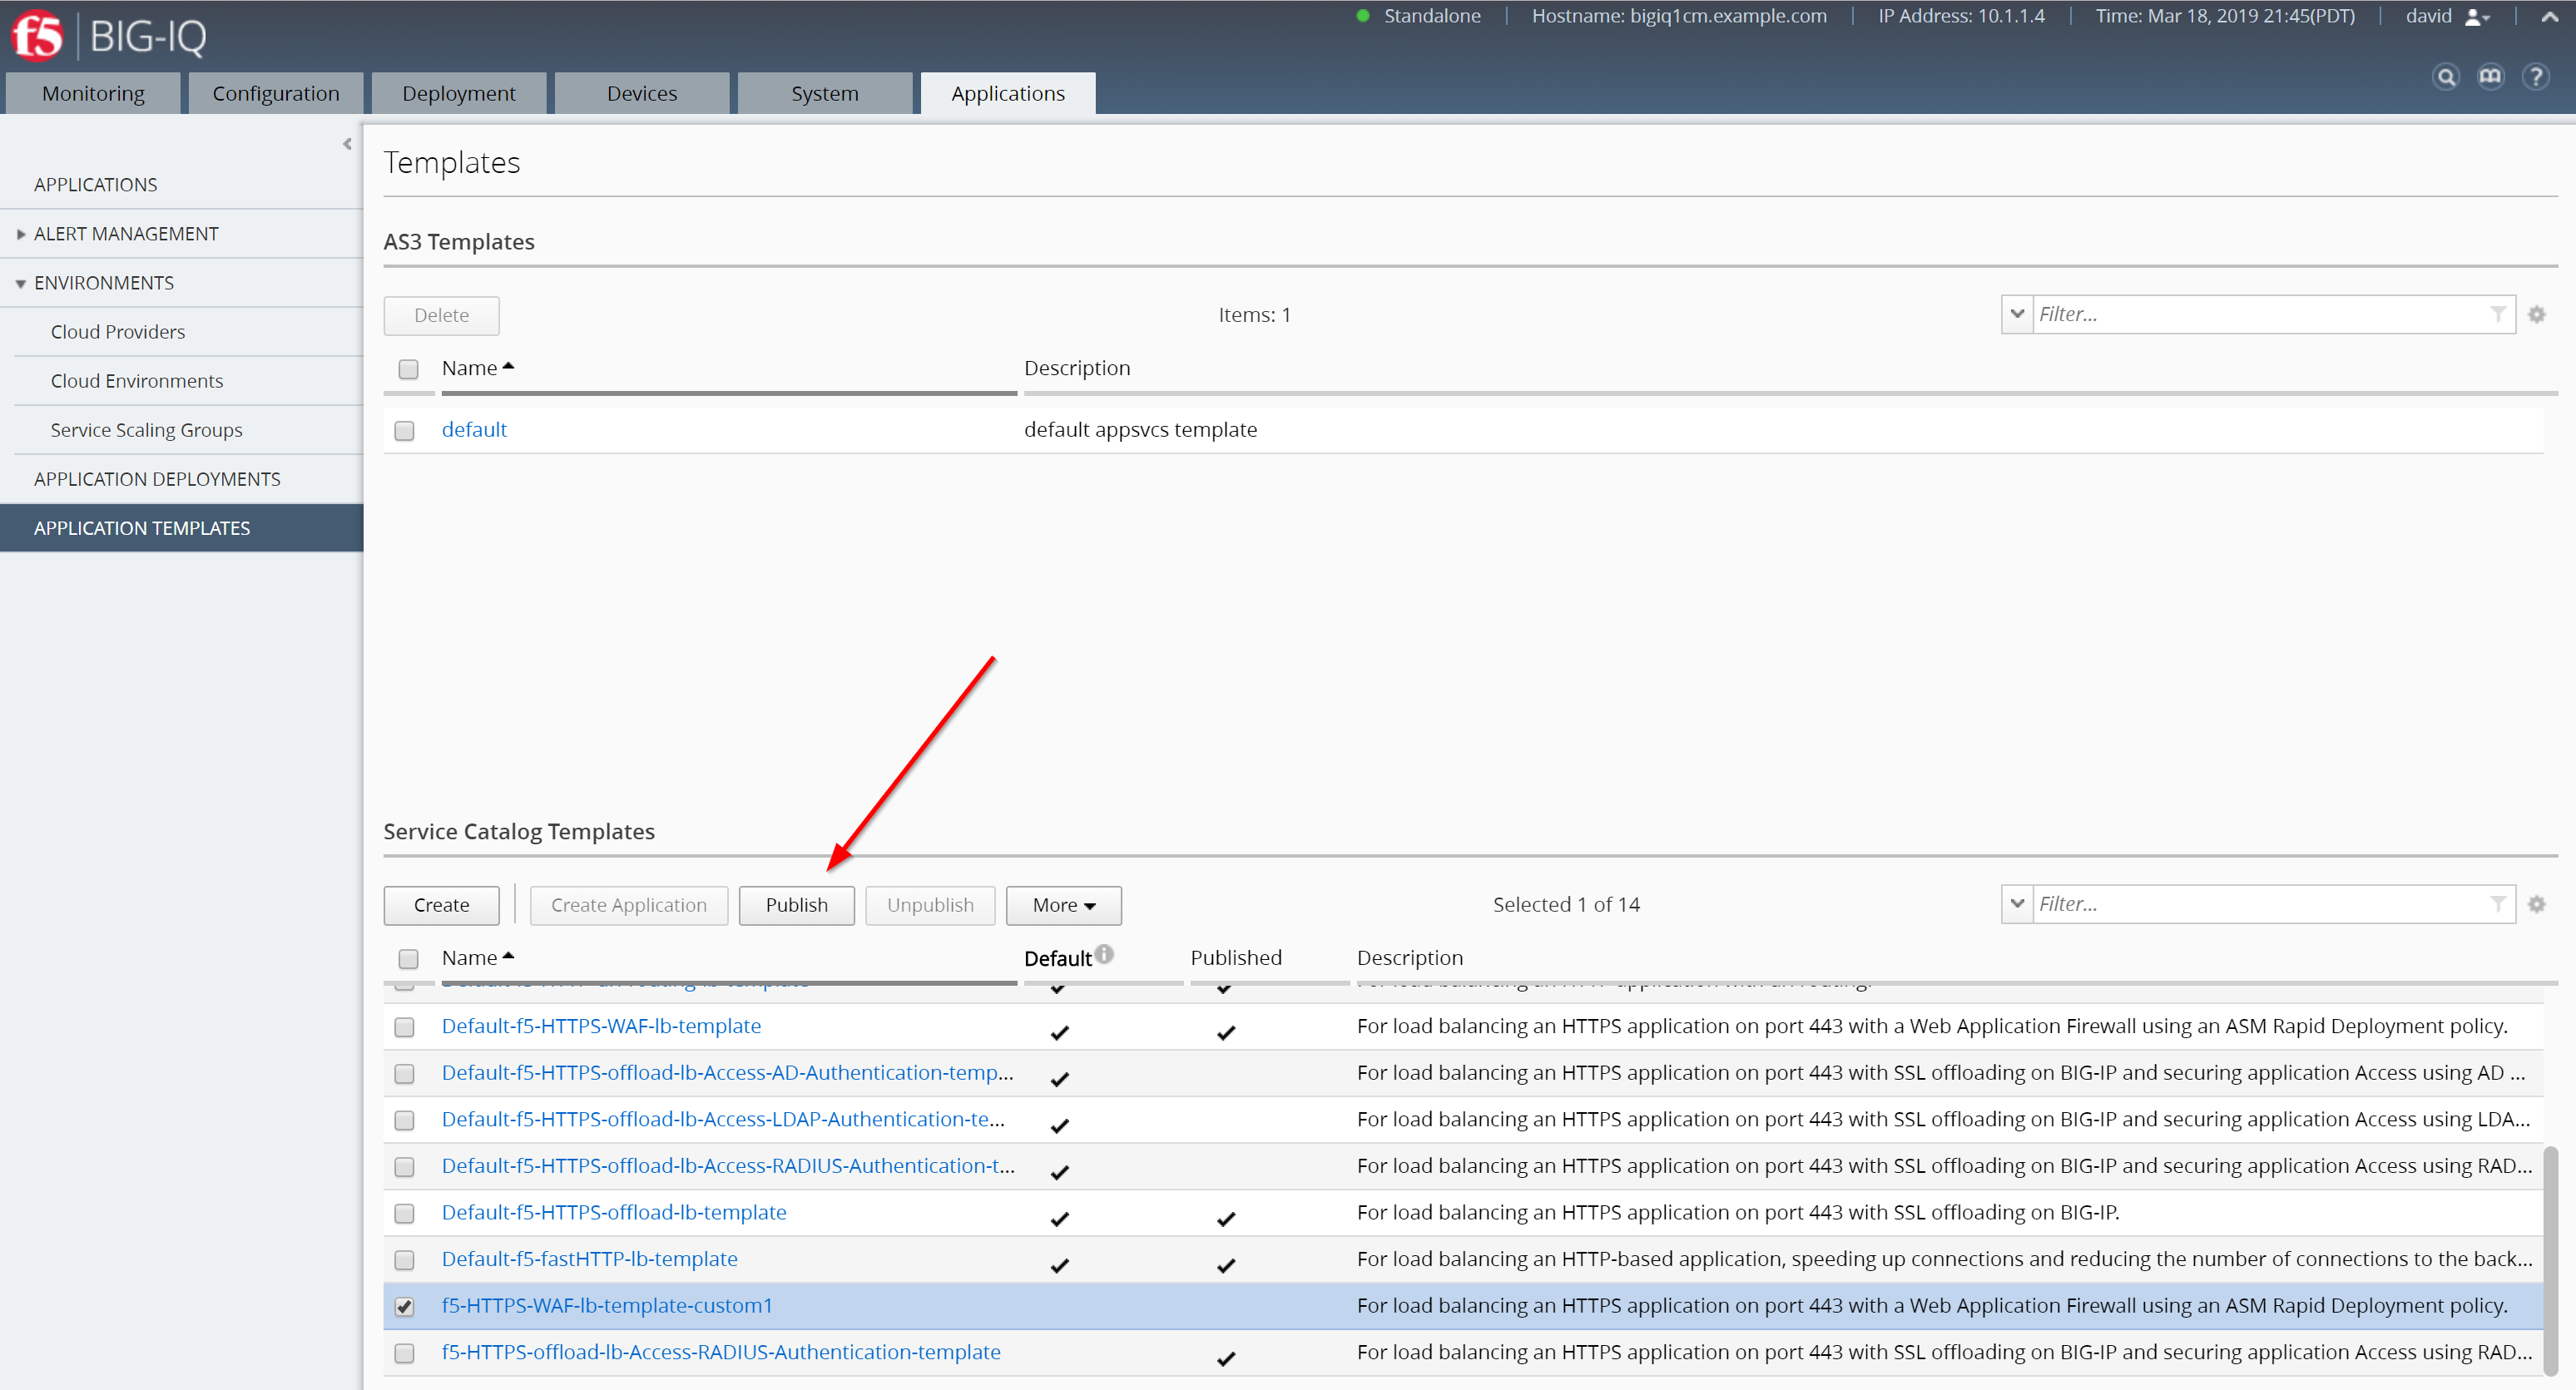 f5 BIG-IQ
Standalone Hostname: bigiq1cm.example.com IP Address: 10.1.1.4 Time: Mar 18, 2019 21:45(PDT) david
Monitoring Configuration Deployment Devices System Applications
APPLICATIONS
ALERT MANAGEMENT
ENVIRONMENTS
Cloud Providers
Cloud Environments
Service Scaling Groups
APPLICATION DEPLOYMENTS
APPLICATION TEMPLATES
Templates
AS3 Templates
Delete Items: 1 Filter...
Name Description
default default appsvcs template
Service Catalog Templates
Create Create Application Publish Unpublish More Selected 1 of 14 Filter...
Name Default Published Description
Default-f5-HTTPS-WAF-lb-template For load balancing an HTTPS application on port 443 with a Web Application Firewall using an ASM Rapid Deployment policy.
Default-f5-HTTPS-offload-lb-Access-AD-Authentication-temp... For load balancing an HTTPS application on port 443 with SSL offloading on BIG-IP and securing application Access using AD ...
Default-f5-HTTPS-offload-lb-Access-LDAP-Authentication-te... For load balancing an HTTPS application on port 443 with SSL offloading on BIG-IP and securing application Access using LDA...
Default-f5-HTTPS-offload-lb-Access-RADIUS-Authentication-t... For load balancing an HTTPS application on port 443 with SSL offloading on BIG-IP and securing application Access using RAD...
Default-f5-HTTPS-offload-lb-template For load balancing an HTTPS application on port 443 with SSL offloading on BIG-IP.
Default-f5-fastHTTP-lb-template For load balancing an HTTP-based application, speeding up connections and reducing the number of connections to the back...
f5-HTTPS-WAF-lb-template-custom1 For load balancing an HTTPS application on port 443 with a Web Application Firewall using an ASM Rapid Deployment policy.
f5-HTTPS-offload-lb-Access-RADIUS-Authentication-template For load balancing an HTTPS application on port 443 with SSL offloading on BIG-IP and securing application Access using RAD...